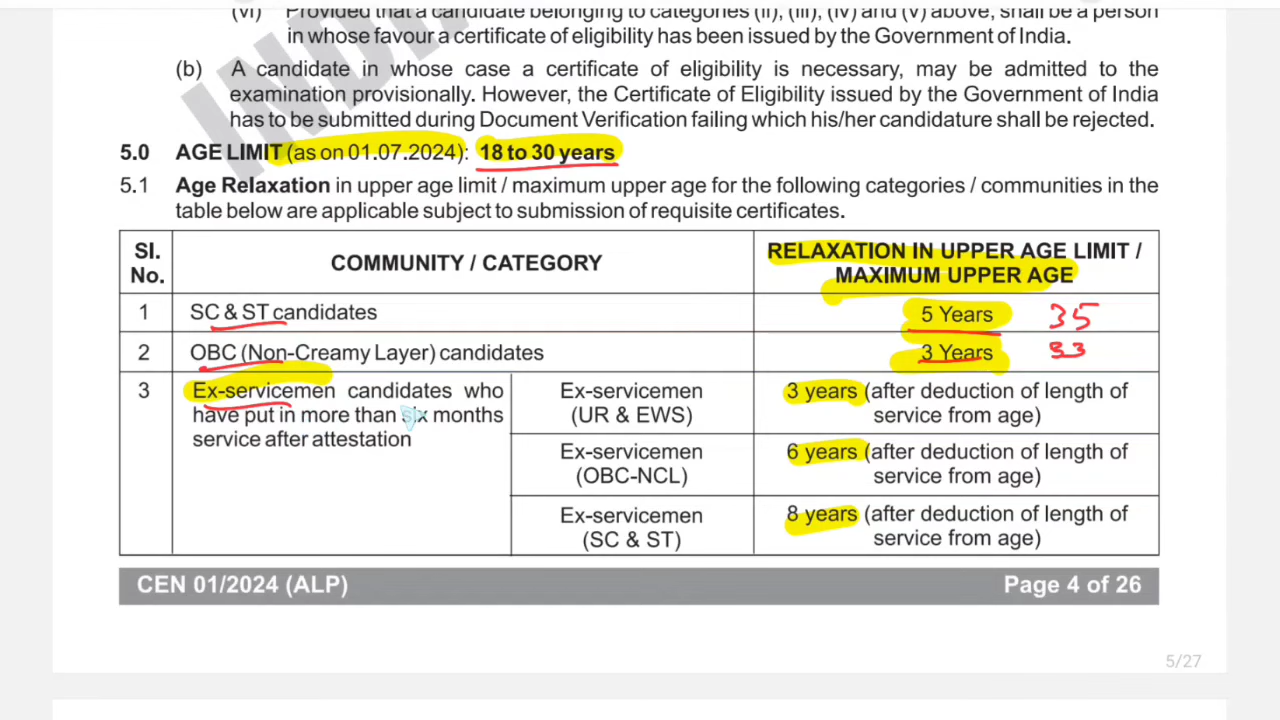 (vi) Provided that a candidate belonging to categories (ii), (iii), (iv) and (v) above, shall be a person
in whose favour a certificate of eligibility has been issued by the Government of India.
(b) A candidate in whose case a certificate of eligibility is necessary, may be admitted to the
examination provisionally. However, the Certificate of Eligibility issued by the Government of India
has to be submitted during Document Verification failing which his/her candidature shall be rejected.
5.0 AGE LIMIT (as on 01.07.2024): 18 to 30 years
5.1 Age Relaxation in upper age limit / maximum upper age for the following categories / communities in the
table below are applicable subject to submission of requisite certificates.
Sl. No. COMMUNITY / CATEGORY RELAXATION IN UPPER AGE LIMIT /
MAXIMUM UPPER AGE
1 SC & ST candidates 5 Years 35
2 OBC (Non-Creamy Layer) candidates 3 Years 33
3 Ex-servicemen candidates who
have put in more than six months
service after attestation
Ex-servicemen
(UR & EWS)
3 years (after deduction of length of
service from age)
Ex-servicemen
(OBC-NCL)
6 years (after deduction of length of
service from age)
Ex-servicemen
(SC & ST)
8 years (after deduction of length of
service from age)
CEN 01/2024 (ALP) Page 4 of 26
5/27